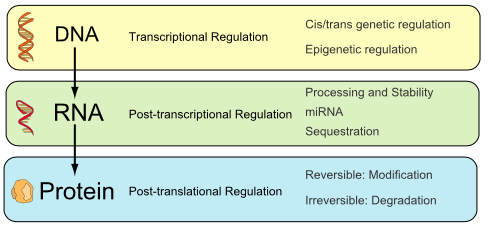 DNA
Transcriptional Regulation
Cis/trans genetic regulation
Epigenetic regulation
RNA
Post-transcriptional Regulation
Processing and Stability
miRNA
Sequestration
Protein
Post-translational Regulation
Reversible: Modification
Irreversible: Degradation